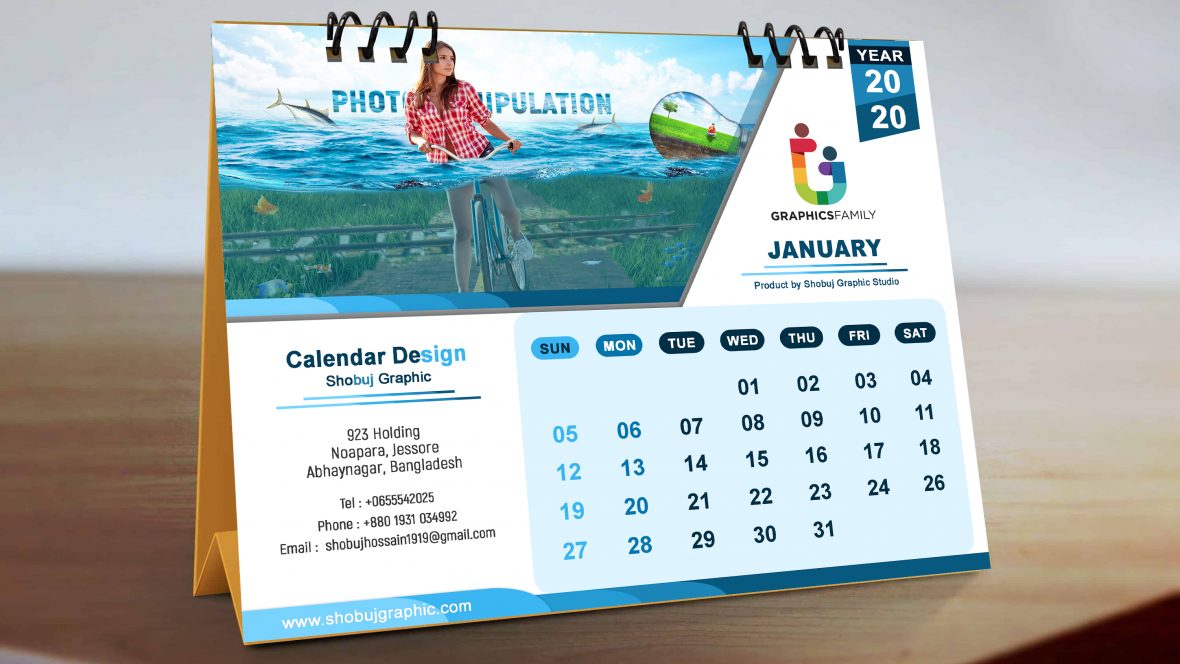 PHOTO IPULATION
YEAR
20
20
GRAPHICSFAMILY
JANUARY
Product by Shobuj Graphic Studio
Calendar Design
Shobuj Graphic
923 Holding
Noapara, Jessore
Abhaynagar, Bangladesh
Tel : +0655542025
Phone : +880 1931 034992
Email : shobujhossain1919@gmail.com
www.shobujgraphic.com
SUN MON TUE WED THU FRI SAT
01 02 03 04
05 06 07 08 09 10 11
12 13 14 15 16 17 18
19 20 21 22 23 24 26
27 28 29 30 31